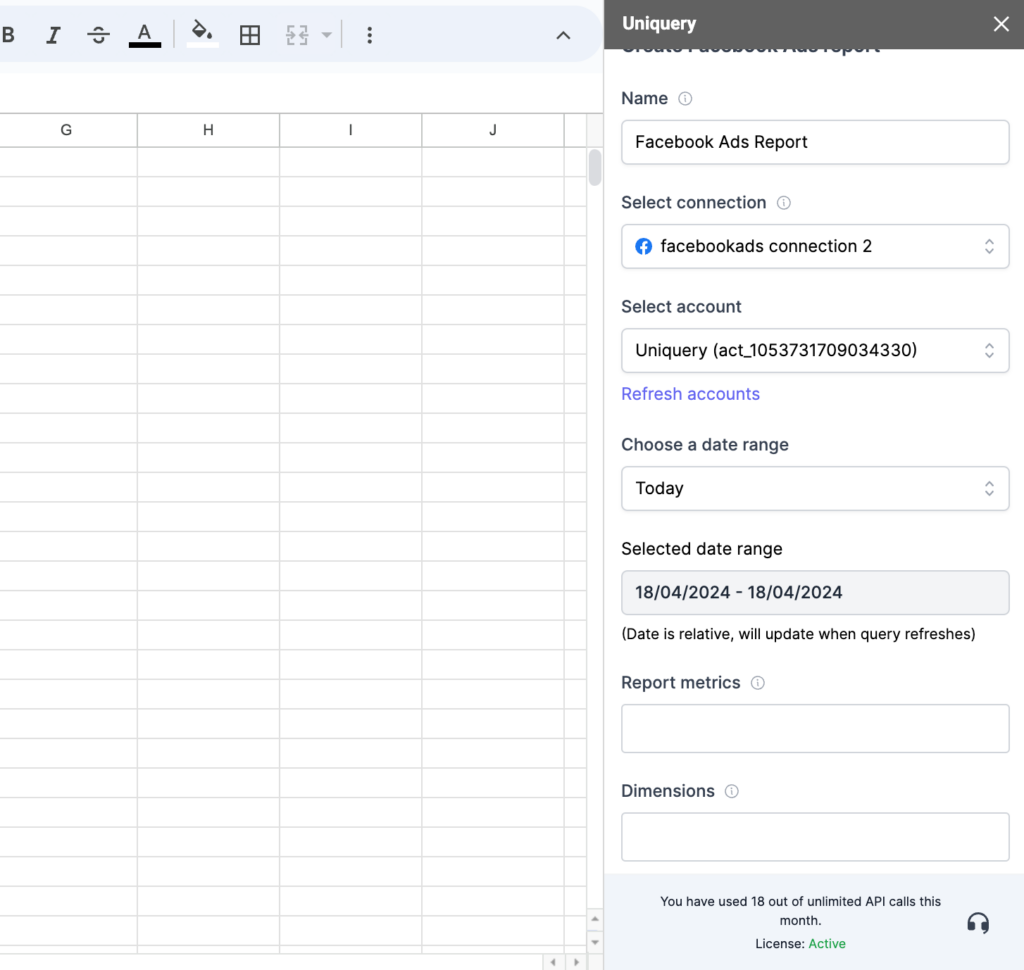 B I S A
Uniquery
Create Facebook Ads report
G H I J
Name
Facebook Ads Report
Select connection
facebookads connection 2
Select account
Uniquery (act_1053731709034330)
Refresh accounts
Choose a date range
Today
Selected date range
18/04/2024 - 18/04/2024
(Date is relative, will update when query refreshes)
Report metrics
Dimensions
You have used 18 out of unlimited API calls this
month.
License: Active